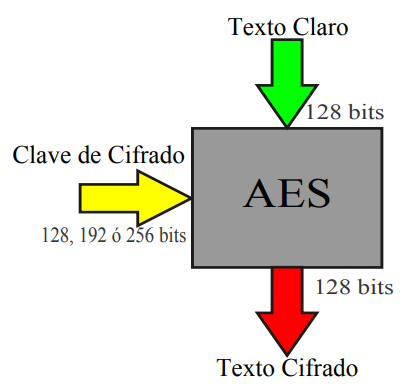 Texto Claro
128 bits
Clave de Cifrado
AES
128, 192 ó 256 bits
128 bits
Texto Cifrado